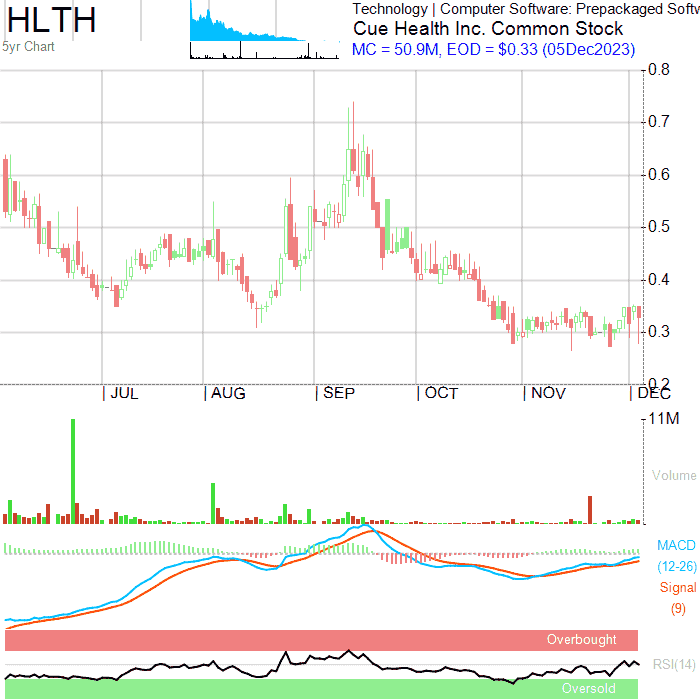 HLTH
5yr Chart
Technology | Computer Software: Prepackaged Softw
Cue Health Inc. Common Stock
MC = 50.9M, EOD = $0.33 (05Dec2023)
0.8
0.7
0.6
0.5
0.4
0.3
0.2
| JUL | AUG | SEP | OCT | NOV | DEC
11M
Volume
MACD
(12-26)
Signal
(9)
Overbought
RSI(14)
Oversold